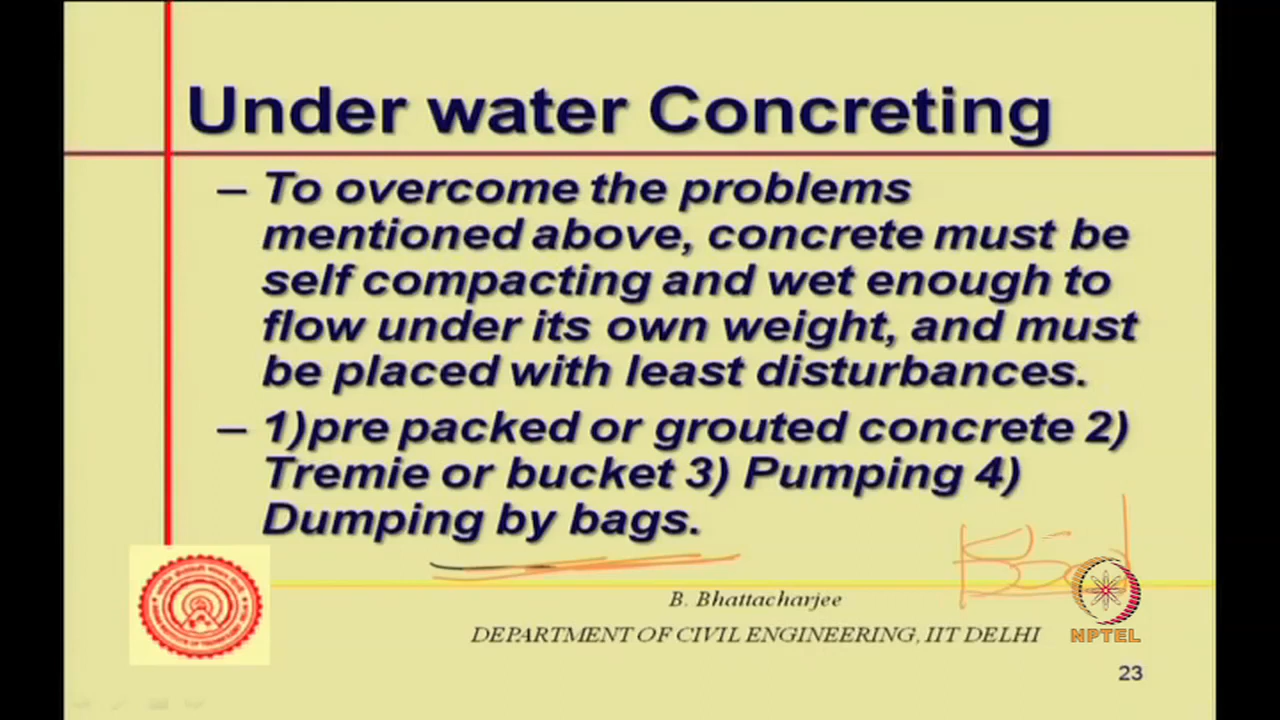 Under water Concreting
– To overcome the problems
mentioned above, concrete must be
self compacting and wet enough to
flow under its own weight, and must
be placed with least disturbances.
– 1)pre packed or grouted concrete 2)
Tremie or bucket 3) Pumping 4)
Dumping by bags.
B. Bhattacharjee
DEPARTMENT OF CIVIL ENGINEERING, IIT DELHI
NPTEL
23